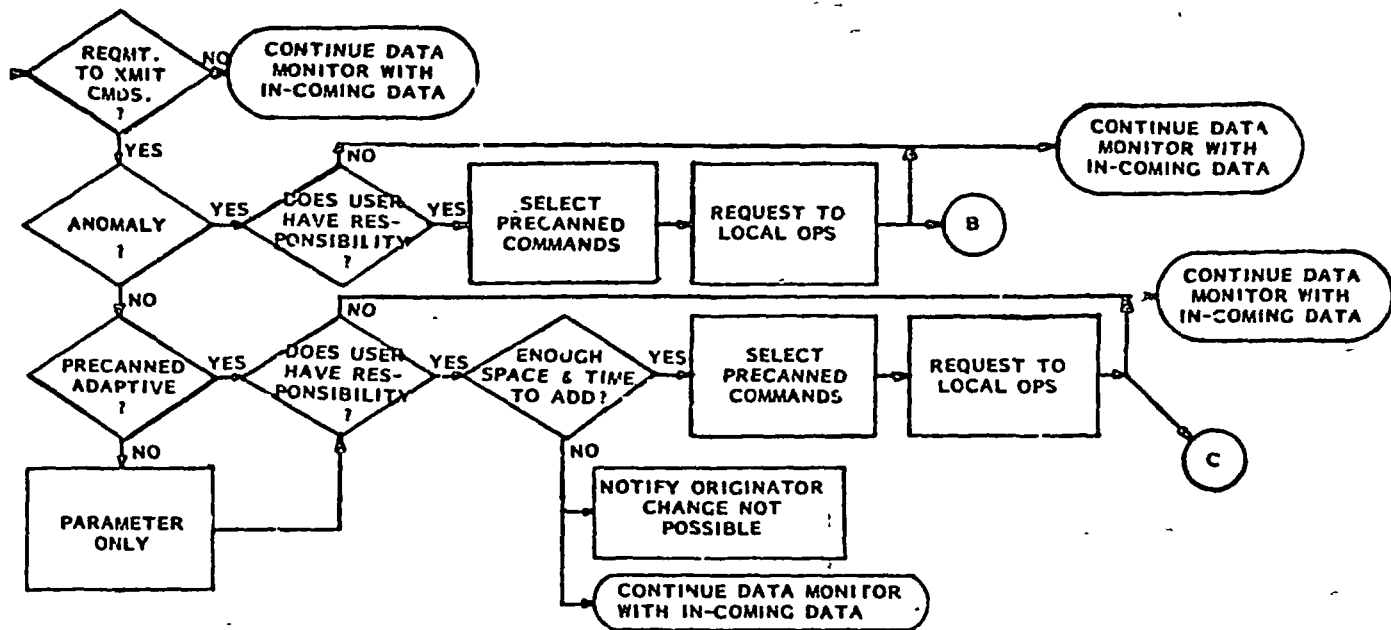 REQMT.
TO XMIT
CMDS.
?
NO
CONTINUE DATA
MONITOR WITH
IN-COMING DATA
YES
ANOMALY
?
YES
DOES USER
HAVE RES-
PONSIBILITY
?
NO
YES
SELECT
PRECANNED
COMMANDS
REQUEST TO
LOCAL OPS
B
CONTINUE DATA
MONITOR WITH
IN-COMING DATA
NO
PRECANNED
ADAPTIVE
?
YES
DOES USER
HAVE RES-
PONSIBILITY
?
NO
YES
ENOUGH
SPACE & TIME
TO ADD?
YES
SELECT
PRECANNED
COMMANDS
REQUEST TO
LOCAL OPS
CONTINUE DATA
MONITOR WITH
IN-COMING DATA
C
NO
PARAMETER
ONLY
NO
NOTIFY ORIGINATOR
CHANGE NOT
POSSIBLE
CONTINUE DATA MONITOR
WITH IN-COMING DATA